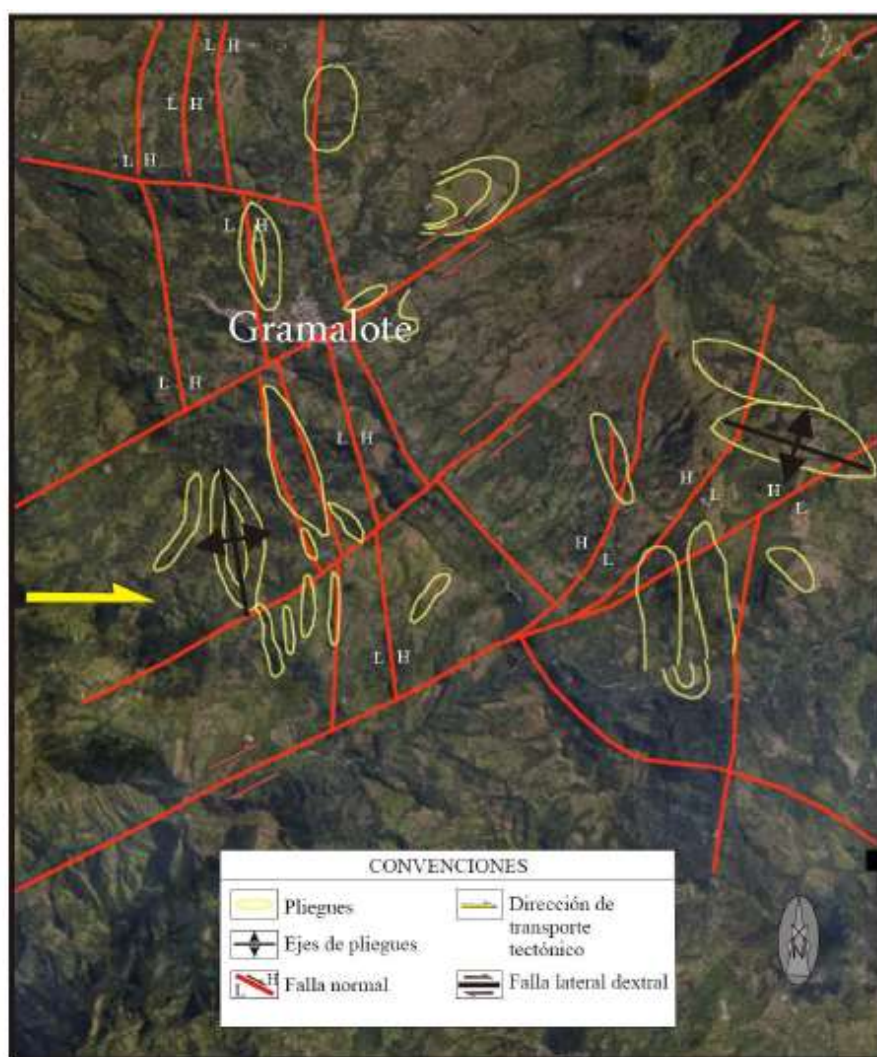 L H
L H
L H
L H
Gramalote
L H
L H
H
L
H
L
H
L
L H
CONVENCIONES
Pliegues
Ejes de pliegues
L H Falla normal
Dirección de
transporte
tectónico
Falla lateral dextral
N